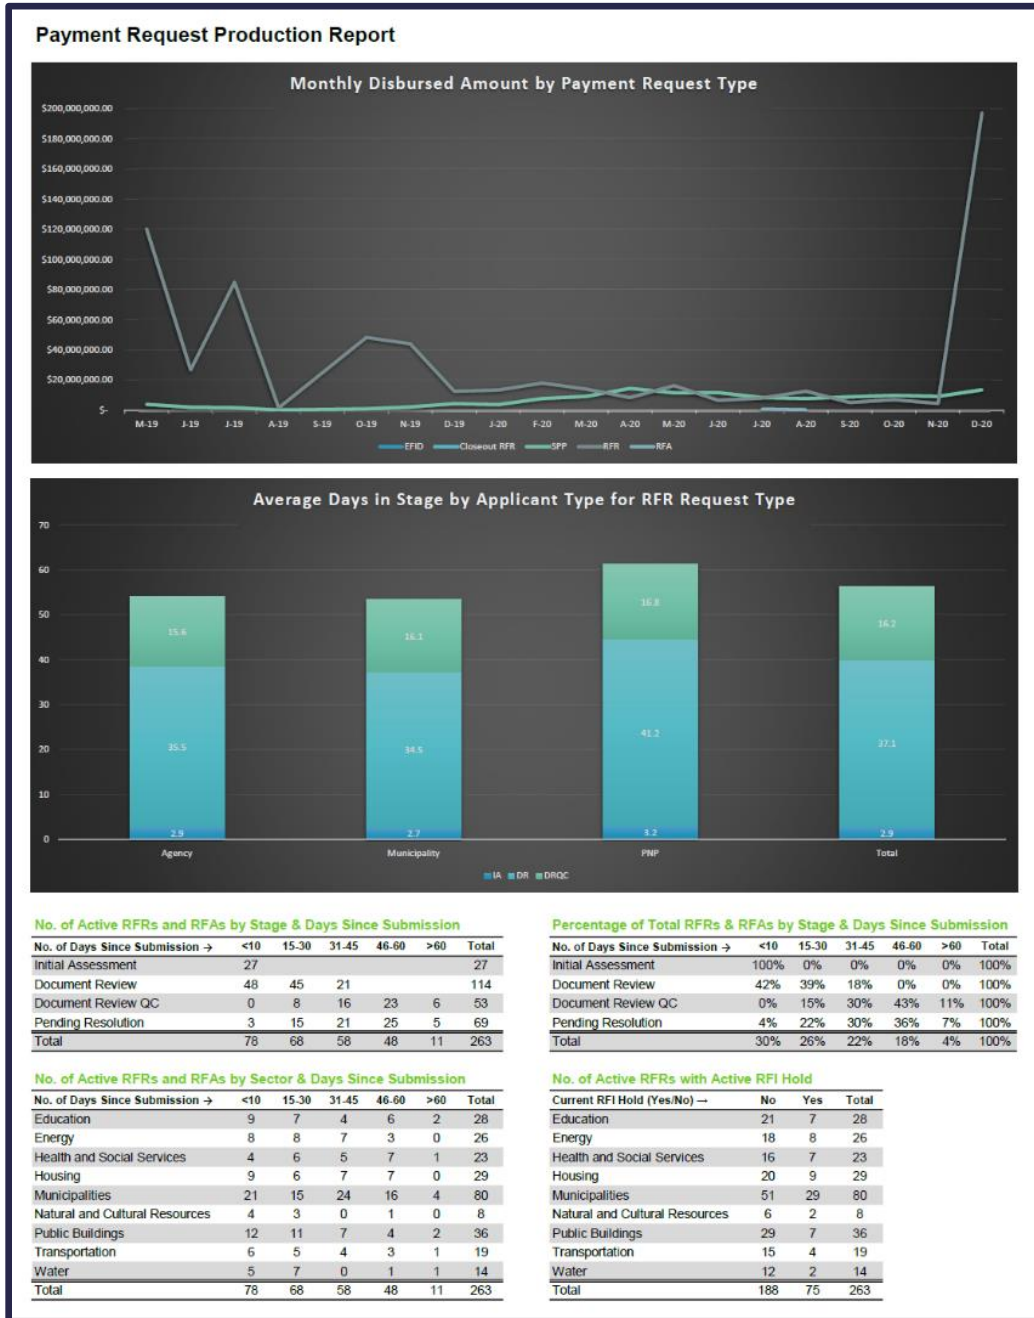 Payment Request Production Report
Monthly Disbursed Amount by Payment Request Type
$200,000,000.00
$180,000,000.00
$160,000,000.00
$140,000,000.00
$120,000,000.00
$100,000,000.00
$80,000,000.00
$60,000,000.00
$40,000,000.00
$20,000,000.00
$-
M-19 J-19 J-19 A-19 S-19 O-19 N-19 D-19 J-20 F-20 M-20 A-20 M-20 J-20 J-20 A-20 S-20 O-20 N-20 D-20
EFID Closeout RFR SPP RFR RFA
Average Days in Stage by Applicant Type for RFR Request Type
70
60
50
40
30
20
10
0
15.6 16.1 16.8 16.2
35.5 34.5 41.2 37.1
2.9 2.7 3.2 2.9
Agency Municipality PNP Total
IA DR DRQC
No. of Active RFRs and RFAs by Stage & Days Since Submission
No. of Days Since Submission → <10 15-30 31-45 46-60 >60 Total
Initial Assessment 27 27
Document Review 48 45 21 114
Document Review QC 0 8 16 23 6 53
Pending Resolution 3 15 21 25 5 69
Total 78 68 58 48 11 263
Percentage of Total RFRs & RFAs by Stage & Days Since Submission
No. of Days Since Submission → <10 15-30 31-45 46-60 >60 Total
Initial Assessment 100% 0% 0% 0% 0% 100%
Document Review 42% 39% 18% 0% 0% 100%
Document Review QC 0% 15% 30% 43% 11% 100%
Pending Resolution 4% 22% 30% 36% 7% 100%
Total 30% 26% 22% 18% 4% 100%
No. of Active RFRs and RFAs by Sector & Days Since Submission
No. of Days Since Submission → <10 15-30 31-45 46-60 >60 Total
Education 9 7 4 6 2 28
Energy 8 8 7 3 0 26
Health and Social Services 4 6 5 7 1 23
Housing 9 6 7 7 0 29
Municipalities 21 15 24 16 4 80
Natural and Cultural Resources 4 3 0 1 0 8
Public Buildings 12 11 7 4 2 36
Transportation 6 5 4 3 1 19
Water 5 7 0 1 1 14
Total 78 68 58 48 11 263
No. of Active RFRs with Active RFI Hold
Current RFI Hold (Yes/No) → No Yes Total
Education 21 7 28
Energy 18 8 26
Health and Social Services 16 7 23
Housing 20 9 29
Municipalities 51 29 80
Natural and Cultural Resources 6 2 8
Public Buildings 29 7 36
Transportation 15 4 19
Water 12 2 14
Total 188 75 263